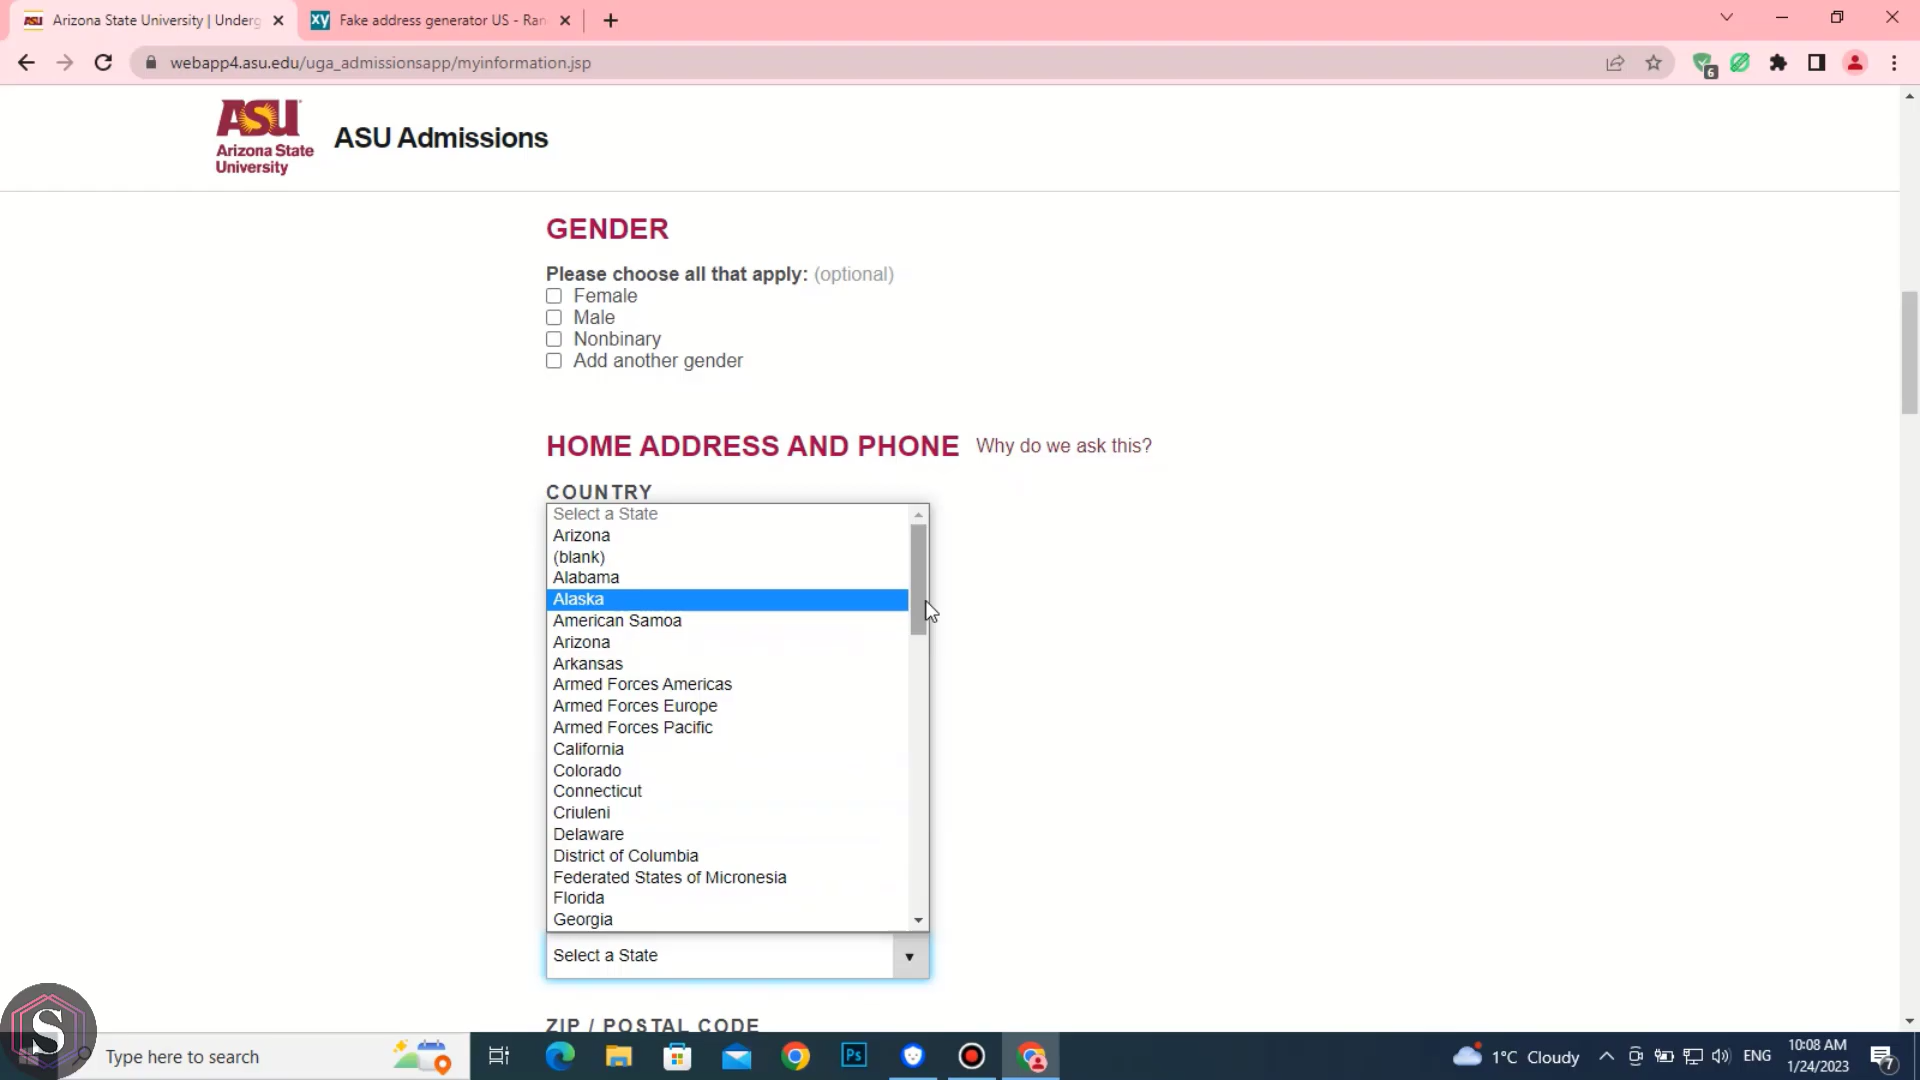 Arizona State University | Underg
Fake address generator US - Ran
webapp4.asu.edu/uga_admissionsapp/myinformation.jsp
6
ASU
Arizona State
University
ASU Admissions
GENDER
Please choose all that apply: (optional)
Female
Male
Nonbinary
Add another gender
HOME ADDRESS AND PHONE Why do we ask this?
COUNTRY
Select a State
Arizona
(blank)
Alabama
Alaska
American Samoa
Arizona
Arkansas
Armed Forces Americas
Armed Forces Europe
Armed Forces Pacific
California
Colorado
Connecticut
Criuleni
Delaware
District of Columbia
Federated States of Micronesia
Florida
Georgia
Select a State
ZIP / POSTAL CODE
S
Type here to search
Ps
1°C Cloudy
ENG
10:08 AM
1/24/2023
7